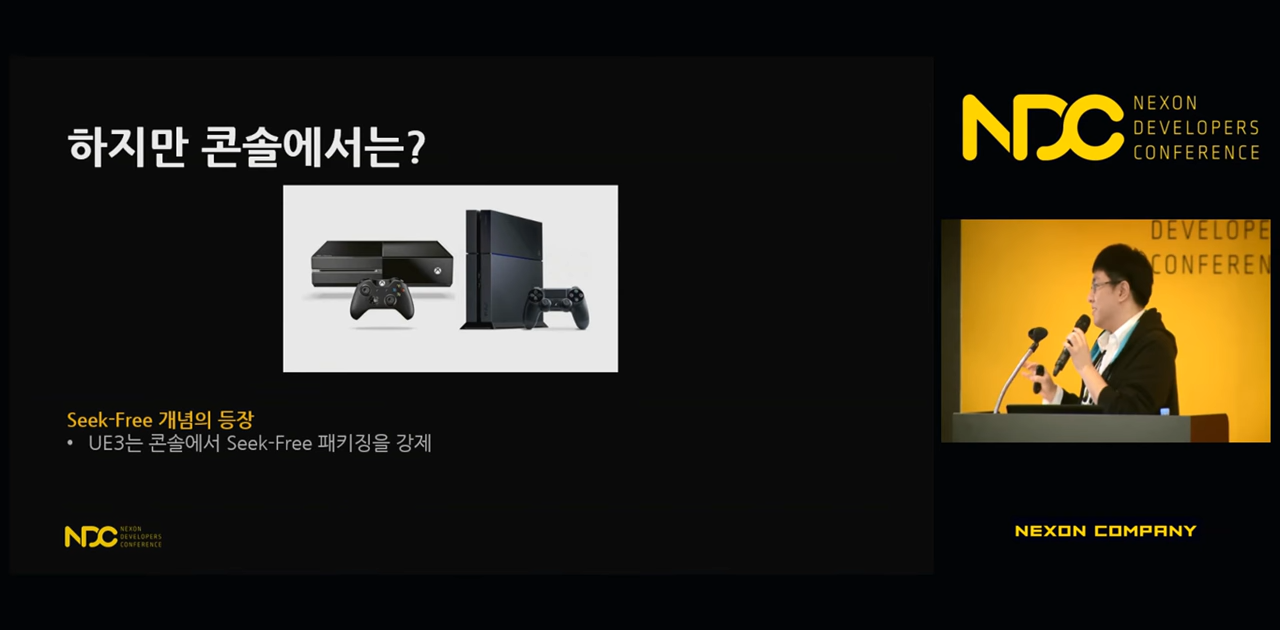 하지만 콘솔에서는?
Seek-Free 개념의 등장
• UE3는 콘솔에서 Seek-Free 패키징을 강제
NDC NEXON
DEVELOPERS
CONFERENCE
NDC NEXON
DEVELOPERS
CONFERENCE
DEVELOPE
CONFEREN
NEXON COMPANY